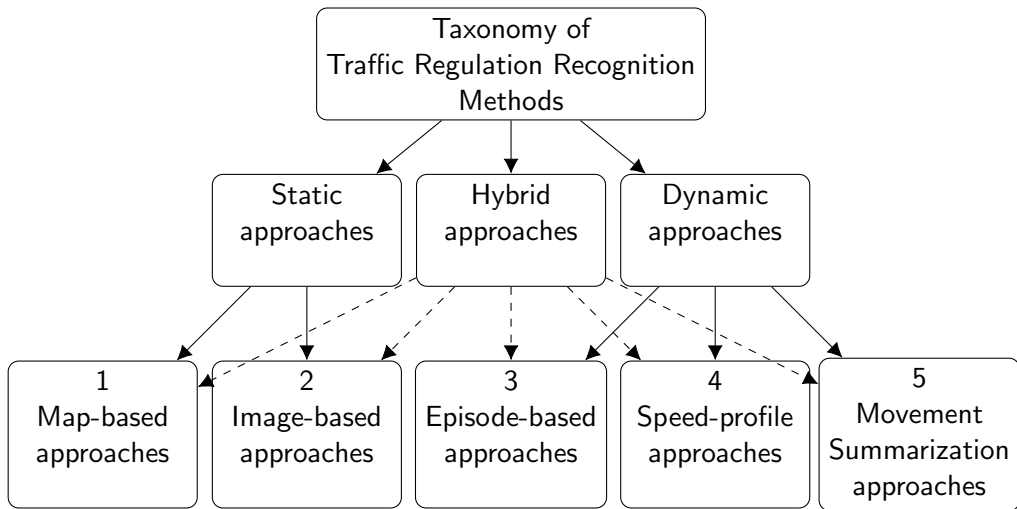 Taxonomy of
Traffic Regulation Recognition
Methods
Static
approaches
Hybrid
approaches
Dynamic
approaches
1
Map-based
approaches
2
Image-based
approaches
3
Episode-based
approaches
4
Speed-profile
approaches
5
Movement
Summarization
approaches